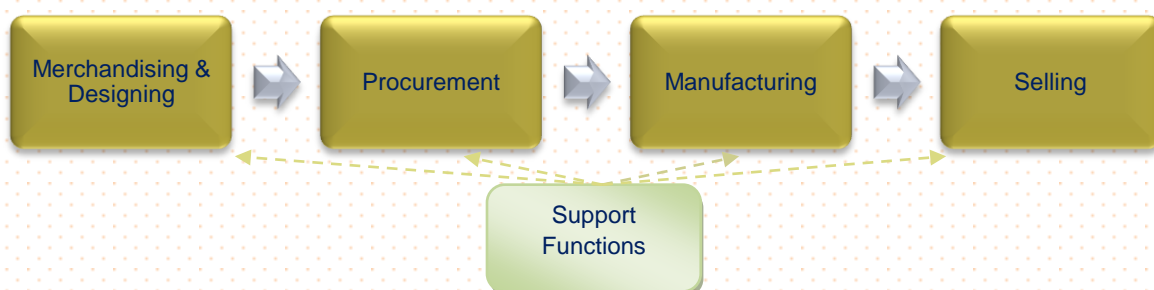 Merchandising &
Designing
Procurement
Manufacturing
Selling
Support
Functions